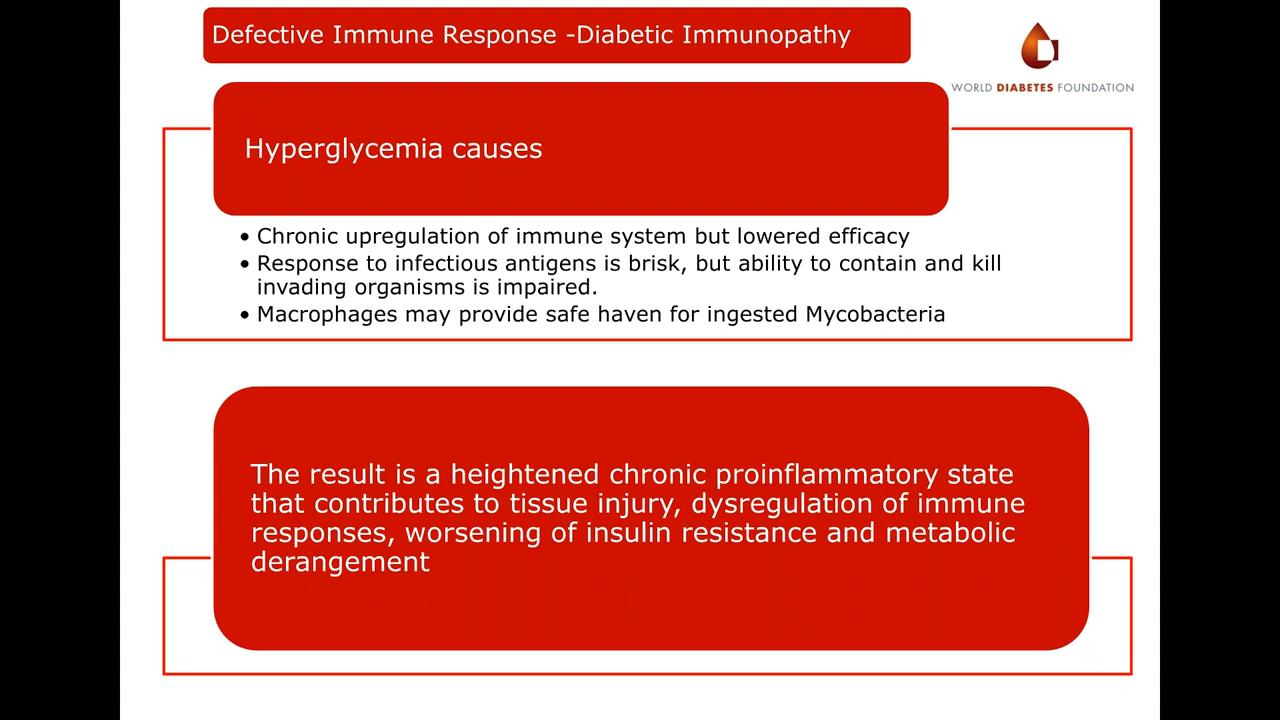 Defective Immune Response -Diabetic Immunopathy
WORLD DIABETES FOUNDATION
Hyperglycemia causes
• Chronic upregulation of immune system but lowered efficacy
• Response to infectious antigens is brisk, but ability to contain and kill
invading organisms is impaired.
• Macrophages may provide safe haven for ingested Mycobacteria
The result is a heightened chronic proinflammatory state
that contributes to tissue injury, dysregulation of immune
responses, worsening of insulin resistance and metabolic
derangement